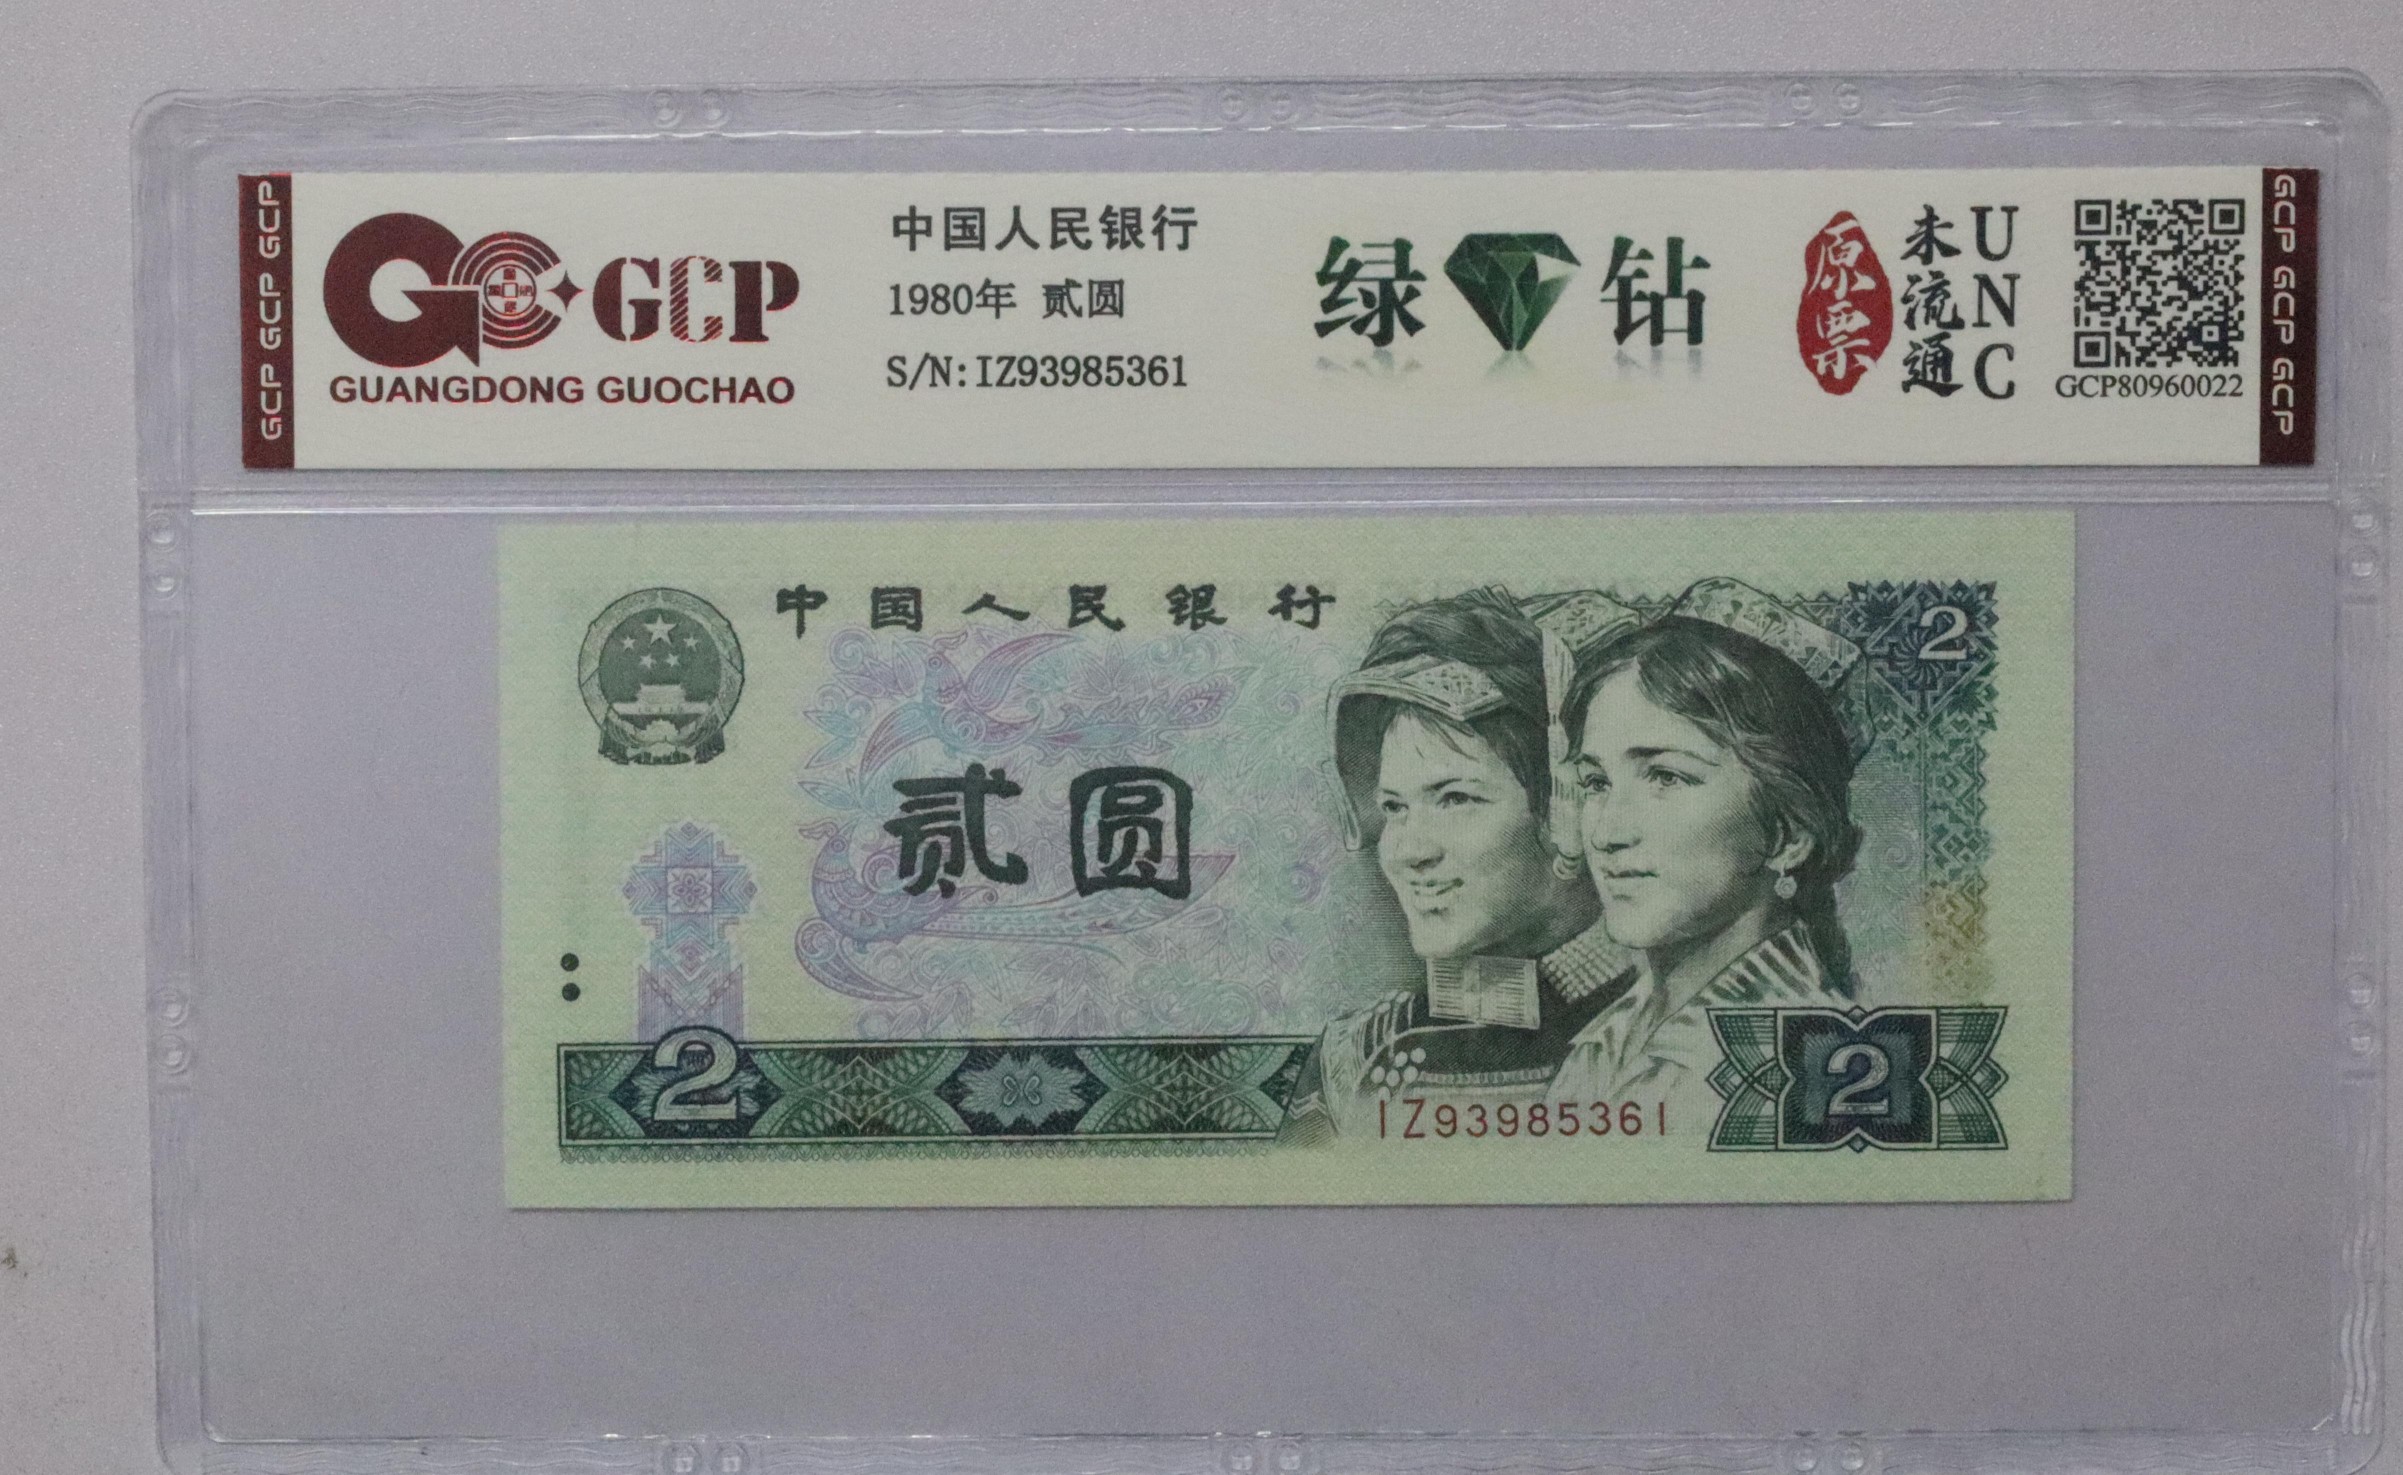 GCP GCP GCP
GCP
GUANGDONG GUOCHAO
中国人民银行
1980年 贰圆
S/N:IZ93985361
绿钻
原票
未流通
UNC
GCP80960022
GCP GCP GCP
中国人民银行
2
贰圆
2
IZ93985361
2